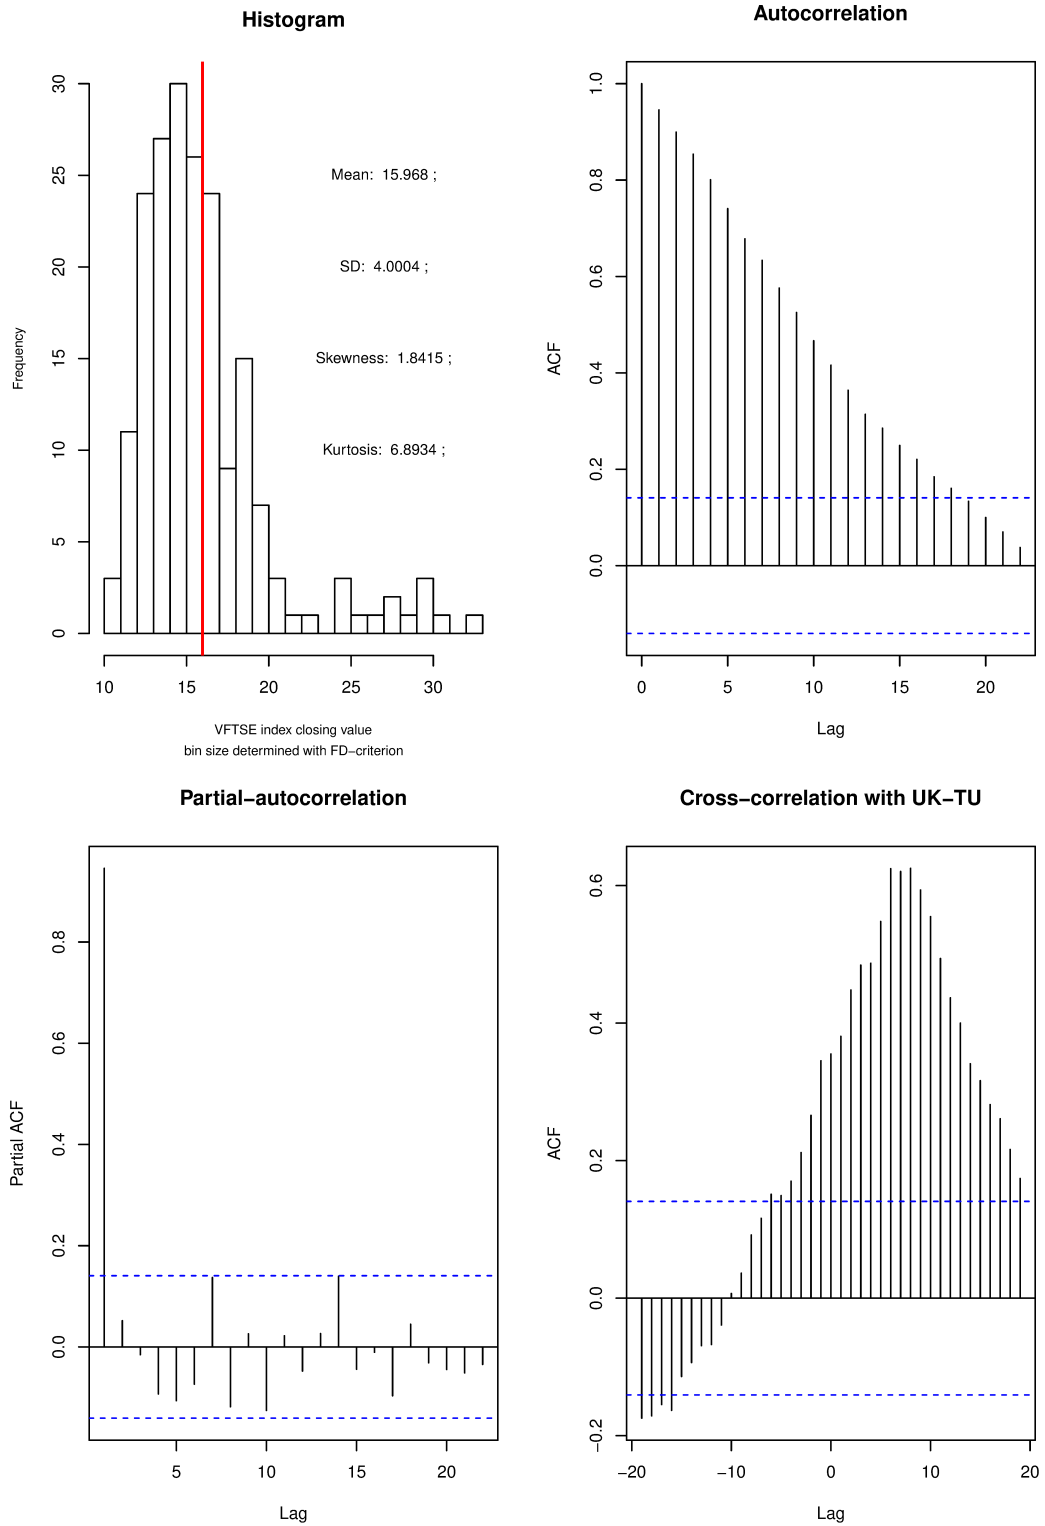 Histogram
30
25
20
15
10
5
0
Frequency
Mean: 15.968 ;
SD: 4.0004 ;
Skewness: 1.8415 ;
Kurtosis: 6.8934 ;
10 15 20 25 30
VFTSE index closing value
bin size determined with FD−criterion
Autocorrelation
1.0
0.8
0.6
0.4
0.2
0.0
ACF
0 5 10 15 20
Lag
Partial−autocorrelation
0.8
0.6
0.4
0.2
0.0
Partial ACF
5 10 15 20
Lag
Cross−correlation with UK−TU
0.6
0.4
0.2
0.0
−0.2
ACF
−20 −10 0 10 20
Lag